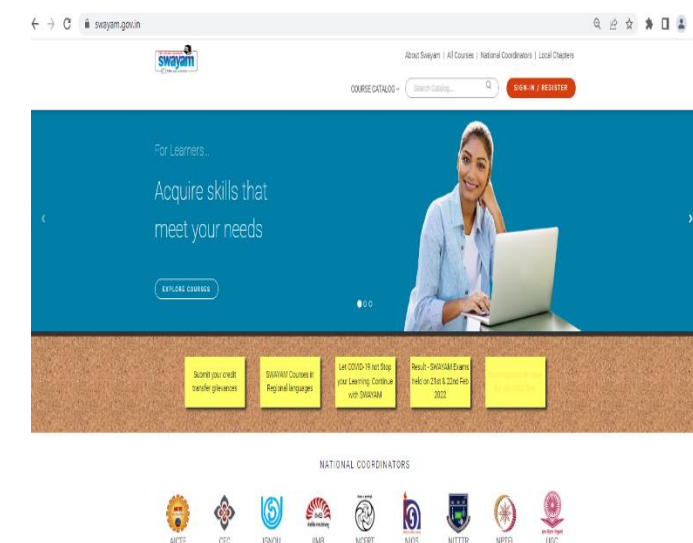 swayam.gov.in
swayam
About Swayam | All Courses | National Coordinators | Local Chapters
COURSE CATALOG
Search Catalog...
SIGN-IN / REGISTER
For Learners...
Acquire skills that
meet your needs
EXPLORE COURSES
Submit your credit
transfer grievances
SWAYAM Courses in
Regional languages
Let COVID-19 not Stop
your Learning. Continue
with SWAYAM
Result - SWAYAM Exams
held on 21st & 22nd Feb
2022
NATIONAL COORDINATORS
AICTE CEC IGNOU IIMB NCERT NIOS NITTTR NPTEL UGC